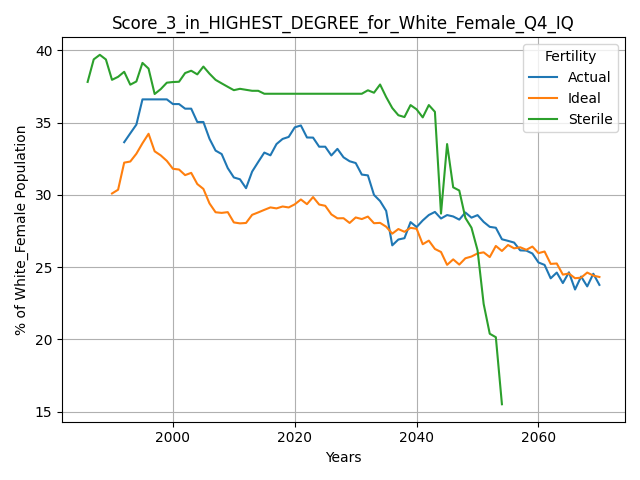 Score_3_in_HIGHEST_DEGREE_for_White_Female_Q4_IQ
% of White_Female Population
40
35
30
25
20
15
Fertility
Actual
Ideal
Sterile
2000
2020
2040
2060
Years